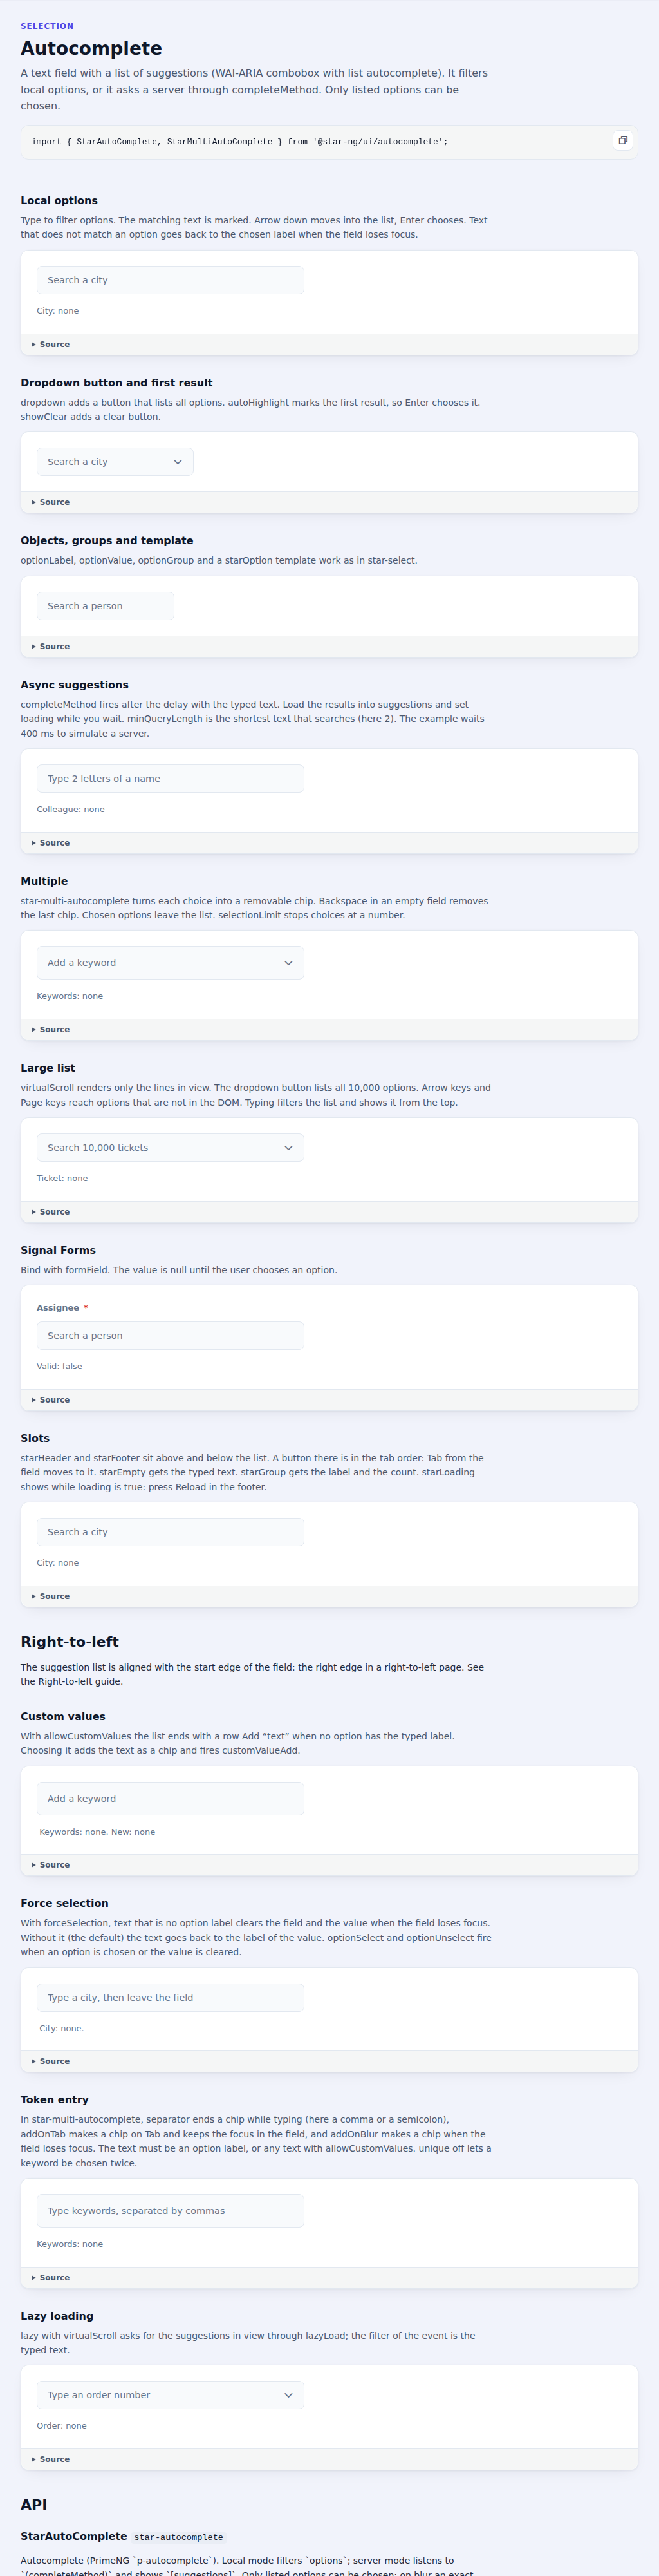 SELECTION
Autocomplete
A text field with a list of suggestions (WAI-ARIA combobox with list autocomplete). It filters
local options, or it asks a server through completeMethod. Only listed options can be
chosen.
import { StarAutoComplete, StarMultiAutoComplete } from '@star-ng/ui/autocomplete';
Local options
Type to filter options. The matching text is marked. Arrow down moves into the list, Enter chooses. Text
that does not match an option goes back to the chosen label when the field loses focus.
Search a city
City: none
Source
Dropdown button and first result
dropdown adds a button that lists all options. autoHighlight marks the first result, so Enter chooses it.
showClear adds a clear button.
Search a city
Source
Objects, groups and template
optionLabel, optionValue, optionGroup and a starOption template work as in star-select.
Search a person
Source
Async suggestions
completeMethod fires after the delay with the typed text. Load the results into suggestions and set
loading while you wait. minQueryLength is the shortest text that searches (here 2). The example waits
400 ms to simulate a server.
Type 2 letters of a name
Colleague: none
Source
Multiple
star-multi-autocomplete turns each choice into a removable chip. Backspace in an empty field removes
the last chip. Chosen options leave the list. selectionLimit stops choices at a number.
Add a keyword
Keywords: none
Source
Large list
virtualScroll renders only the lines in view. The dropdown button lists all 10,000 options. Arrow keys and
Page keys reach options that are not in the DOM. Typing filters the list and shows it from the top.
Search 10,000 tickets
Ticket: none
Source
Signal Forms
Bind with formField. The value is null until the user chooses an option.
Assignee *
Search a person
Valid: false
Source
Slots
starHeader and starFooter sit above and below the list. A button there is in the tab order: Tab from the
field moves to it. starEmpty gets the typed text. starGroup gets the label and the count. starLoading
shows while loading is true: press Reload in the footer.
Search a city
City: none
Source
Right-to-left
The suggestion list is aligned with the start edge of the field: the right edge in a right-to-left page. See
the Right-to-left guide.
Custom values
With allowCustomValues the list ends with a row Add “text” when no option has the typed label.
Choosing it adds the text as a chip and fires customValueAdd.
Add a keyword
Keywords: none. New: none
Source
Force selection
With forceSelection, text that is no option label clears the field and the value when the field loses focus.
Without it (the default) the text goes back to the label of the value. optionSelect and optionUnselect fire
when an option is chosen or the value is cleared.
Type a city, then leave the field
City: none.
Source
Token entry
In star-multi-autocomplete, separator ends a chip while typing (here a comma or a semicolon),
addOnTab makes a chip on Tab and keeps the focus in the field, and addOnBlur makes a chip when the
field loses focus. The text must be an option label, or any text with allowCustomValues. unique off lets a
keyword be chosen twice.
Type keywords, separated by commas
Keywords: none
Source
Lazy loading
lazy with virtualScroll asks for the suggestions in view through lazyLoad; the filter of the event is the
typed text.
Type an order number
Order: none
Source
API
StarAutoComplete star-autocomplete
Autocomplete (PrimeNG `p-autocomplete`). Local mode filters `options`; server mode listens to
`(completeMethod)` and shows `[suggestions]`. Only listed options can be chosen: on blur an exact